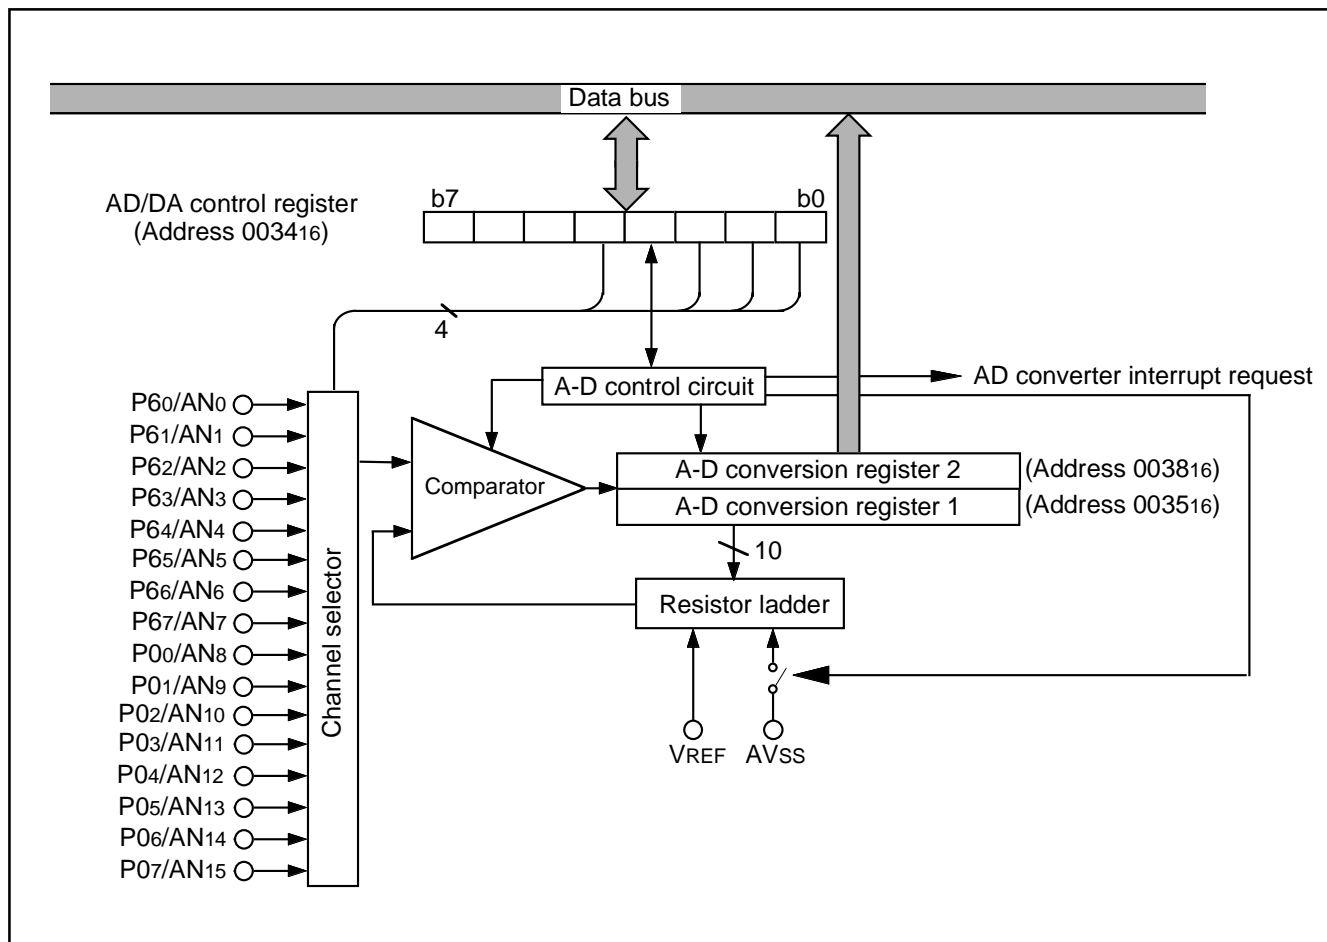 Data bus
AD/DA control register
(Address 003416)
b7
b0
4
A-D control circuit
AD converter interrupt request
P60/AN0
P61/AN1
P62/AN2
P63/AN3
P64/AN4
P65/AN5
P66/AN6
P67/AN7
P00/AN8
P01/AN9
P02/AN10
P03/AN11
P04/AN12
P05/AN13
P06/AN14
P07/AN15
Channel selector
Comparator
A-D conversion register 2
(Address 003816)
A-D conversion register 1
(Address 003516)
10
Resistor ladder
VREF
AVSS